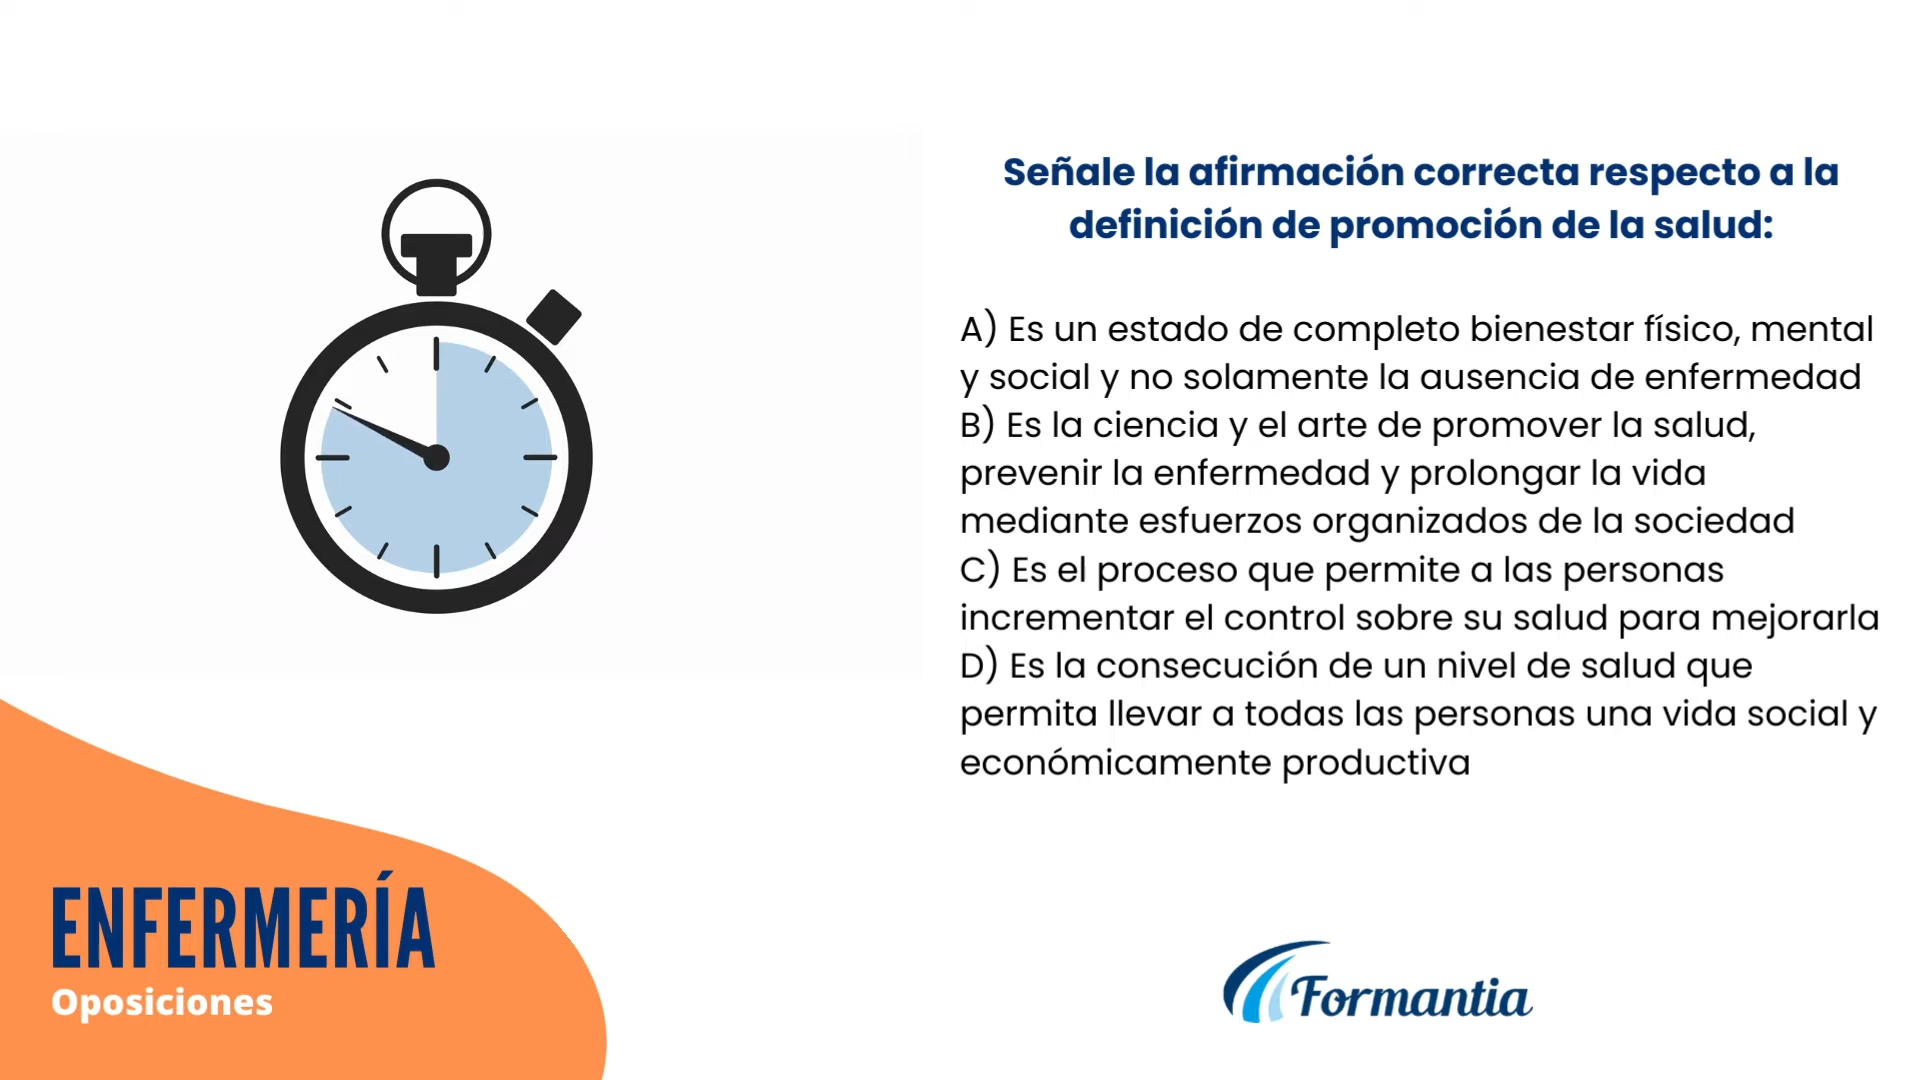 Señale la afirmación correcta respecto a la
definición de promoción de la salud:
A) Es un estado de completo bienestar físico, mental
y social y no solamente la ausencia de enfermedad
B) Es la ciencia y el arte de promover la salud,
prevenir la enfermedad y prolongar la vida
mediante esfuerzos organizados de la sociedad
C) Es el proceso que permite a las personas
incrementar el control sobre su salud para mejorarla
D) Es la consecución de un nivel de salud que
permita llevar a todas las personas una vida social y
económicamente productiva
ENFERMERÍA
Oposiciones
Formantia